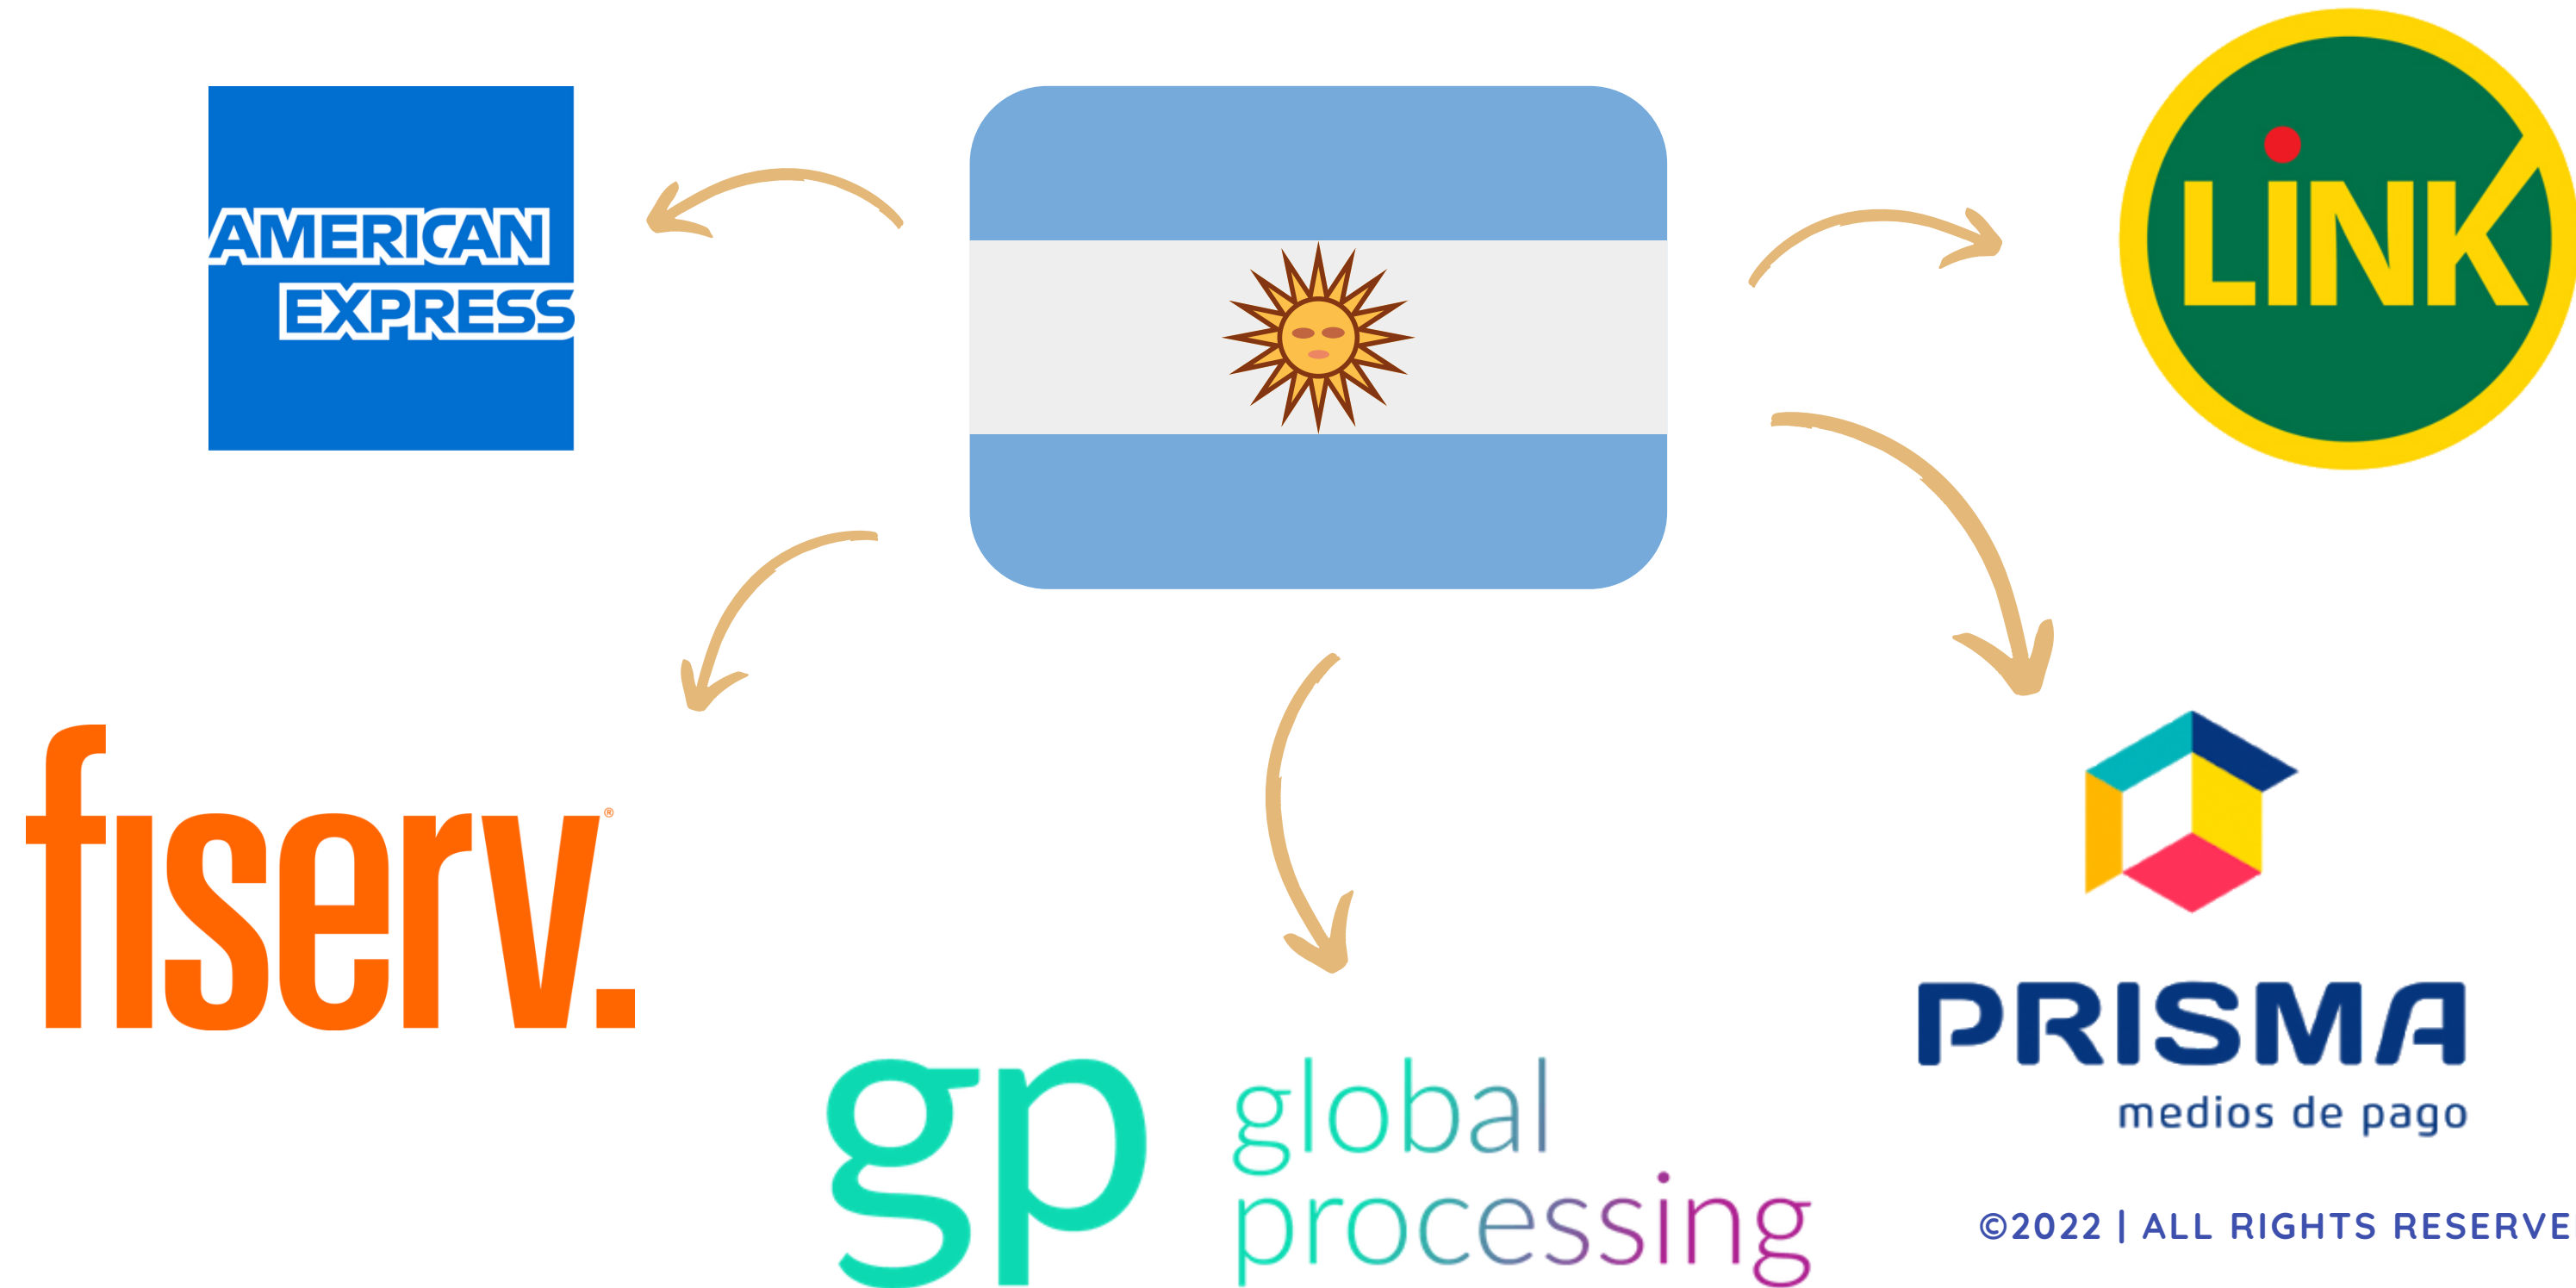 AMERICAN
EXPRESS
LiNK
fiserv.®
PRISMA
medios de pago
gp
global
processing
©2022 | ALL RIGHTS RESERVE